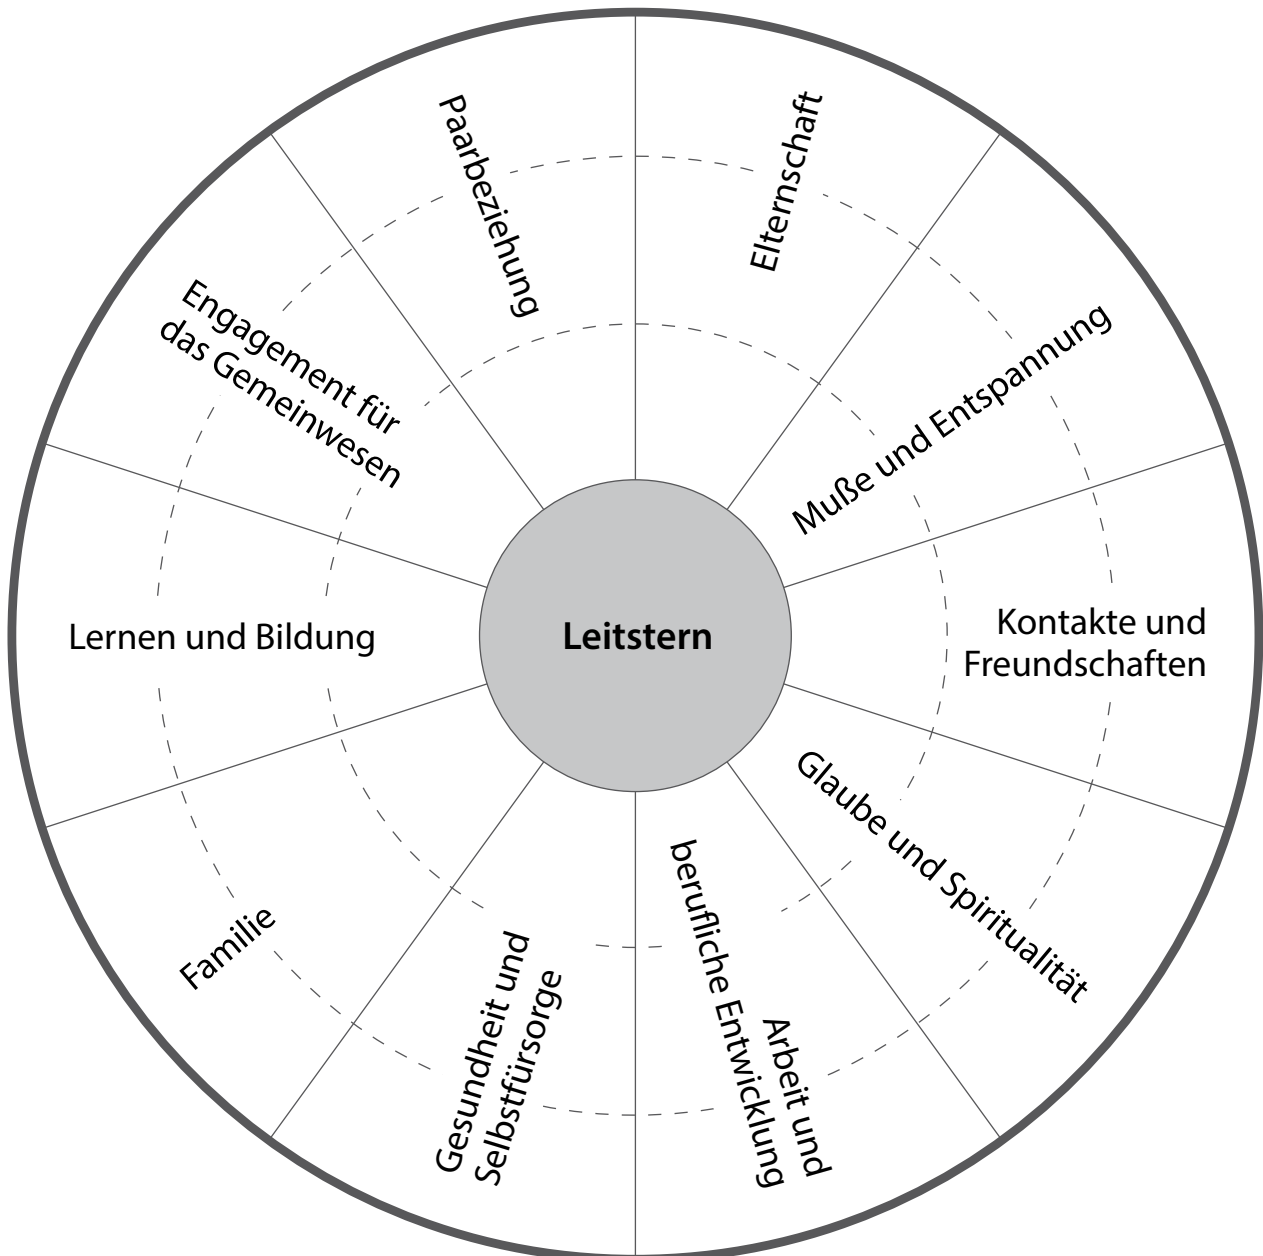 Paarbeziehung
Elternschaft
Muße und Entspannung
Kontakte und
Freundschaften
Glaube und Spiritualität
Arbeit und
berufliche Entwicklung
Gesundheit und
Selbstfürsorge
Familie
Lernen und Bildung
Engagement für
das Gemeinwesen
Leitstern